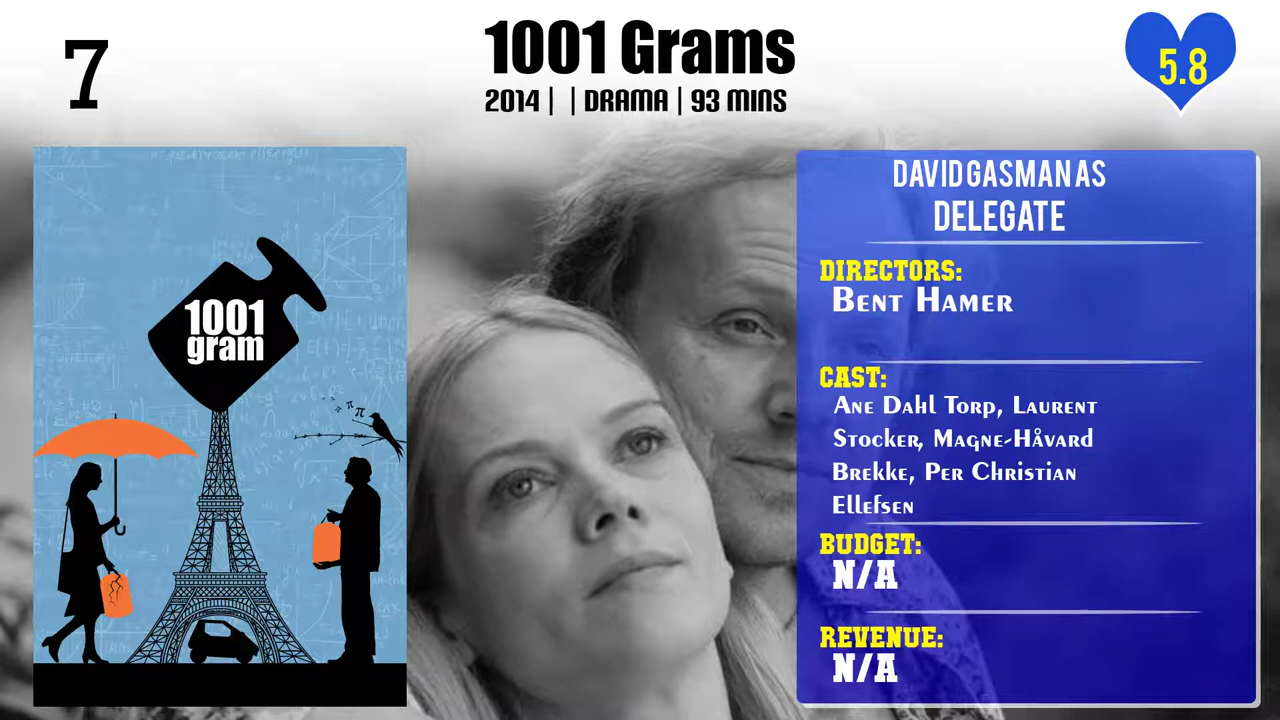 7
1001 Grams
2014 | | DRAMA | 93 MINS
5.8
1001
gram
π π π
DAVID GASMAN AS
DELEGATE
DIRECTORS:
Bent Hamer
CAST:
Ane Dahl Torp, Laurent
Stocker, Magne-Håvard
Brekke, Per Christian
Ellefsen
BUDGET:
N/A
REVENUE:
N/A